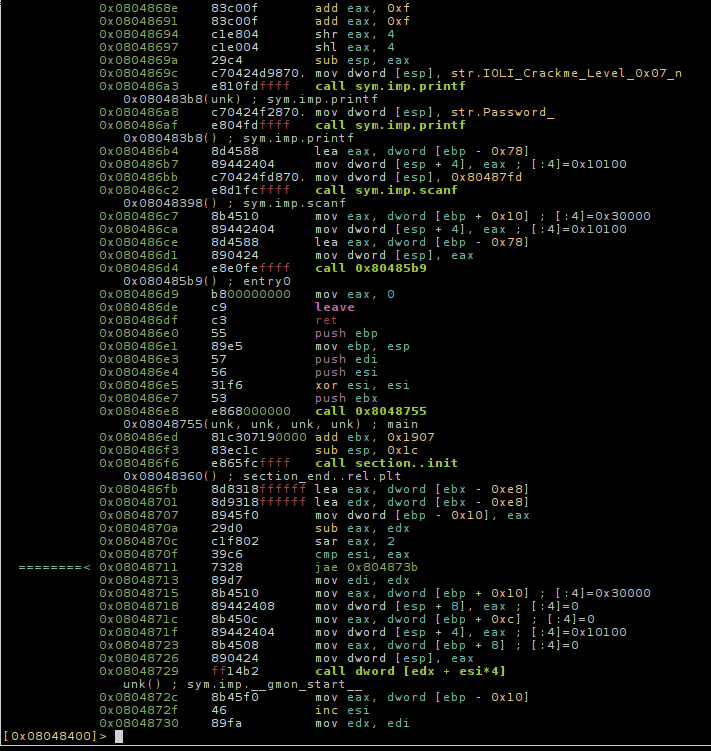 0x0804868e 83c00f add eax, 0xf
0x08048691 83c00f add eax, 0xf
0x08048694 c1e804 shr eax, 4
0x08048697 c1e004 shl eax, 4
0x0804869a 29c4 sub esp, eax
0x0804869c c70424d9870. mov dword [esp], str.IOLI_Crackme_Level_0x07_n
0x080486a3 e810fdffff call sym.imp.printf
0x080483b8(unk) ; sym.imp.printf
0x080486a8 c70424f2870. mov dword [esp], str.Password_
0x080486af e804fdffff call sym.imp.printf
0x080483b8() ; sym.imp.printf
0x080486b4 8d4588 lea eax, dword [ebp - 0x78]
0x080486b7 89442404 mov dword [esp + 4], eax ; [:4]=0x10100
0x080486bb c70424fd870. mov dword [esp], 0x80487fd
0x080486c2 e8d1fcffff call sym.imp.scanf
0x08048398() ; sym.imp.scanf
0x080486c7 8b4510 mov eax, dword [ebp + 0x10] ; [:4]=0x30000
0x080486ca 89442404 mov dword [esp + 4], eax ; [:4]=0x10100
0x080486ce 8d4588 lea eax, dword [ebp - 0x78]
0x080486d1 890424 mov dword [esp], eax
0x080486d4 e8e0feffff call 0x80485b9
0x080485b9() ; entry0
0x080486d9 b800000000 mov eax, 0
0x080486de c9 leave
0x080486df c3 ret
0x080486e0 55 push ebp
0x080486e1 89e5 mov ebp, esp
0x080486e3 57 push edi
0x080486e4 56 push esi
0x080486e5 31f6 xor esi, esi
0x080486e7 53 push ebx
0x080486e8 e868000000 call 0x8048755
0x08048755(unk, unk, unk, unk) ; main
0x080486ed 81c307190000 add ebx, 0x1907
0x080486f3 83ec1c sub esp, 0x1c
0x080486f6 e865fcffff call section..init
0x08048360() ; section_end..rel.plt
0x080486fb 8d8318ffffff lea eax, dword [ebx - 0xe8]
0x08048701 8d9318ffffff lea edx, dword [ebx - 0xe8]
0x08048707 8945f0 mov dword [ebp - 0x10], eax
0x0804870a 29d0 sub eax, edx
0x0804870c c1f802 sar eax, 2
0x0804870f 39c6 cmp esi, eax
========< 0x08048711 7328 jae 0x804873b
0x08048713 89d7 mov edi, edx
0x08048715 8b4510 mov eax, dword [ebp + 0x10] ; [:4]=0x30000
0x08048718 89442408 mov dword [esp + 8], eax ; [:4]=0
0x0804871c 8b450c mov eax, dword [ebp + 0xc] ; [:4]=0
0x0804871f 89442404 mov dword [esp + 4], eax ; [:4]=0x10100
0x08048723 8b4508 mov eax, dword [ebp + 8] ; [:4]=0
0x08048726 890424 mov dword [esp], eax
0x08048729 ff14b2 call dword [edx + esi*4]
unk() ; sym.imp.__gmon_start__
0x0804872c 8b45f0 mov eax, dword [ebp - 0x10]
0x0804872f 46 inc esi
0x08048730 89fa mov edx, edi
[0x08048400]>